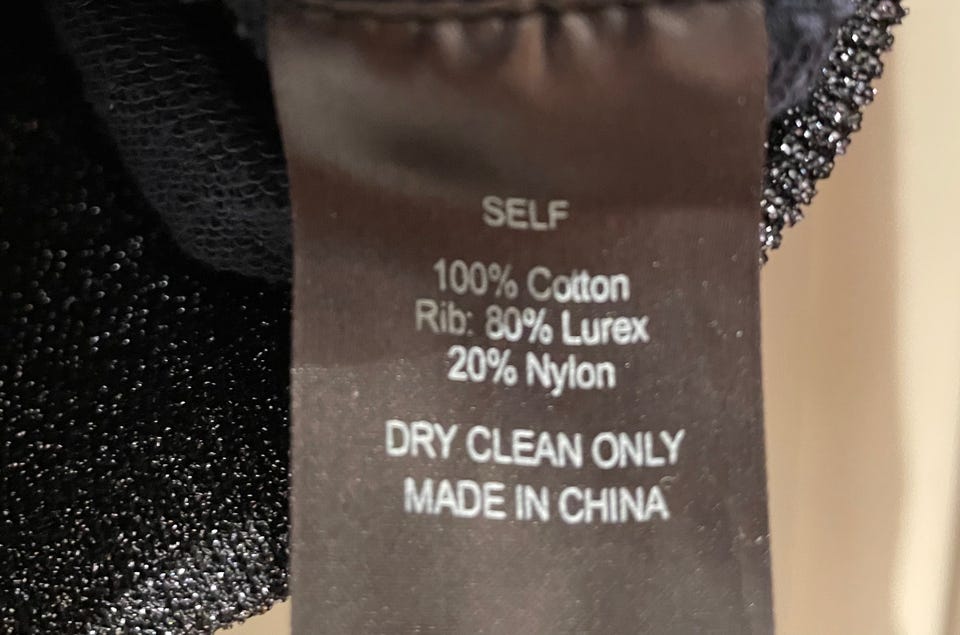 SELF
100% Cotton
Rib: 80% Lurex
20% Nylon
DRY CLEAN ONLY
MADE IN CHINA